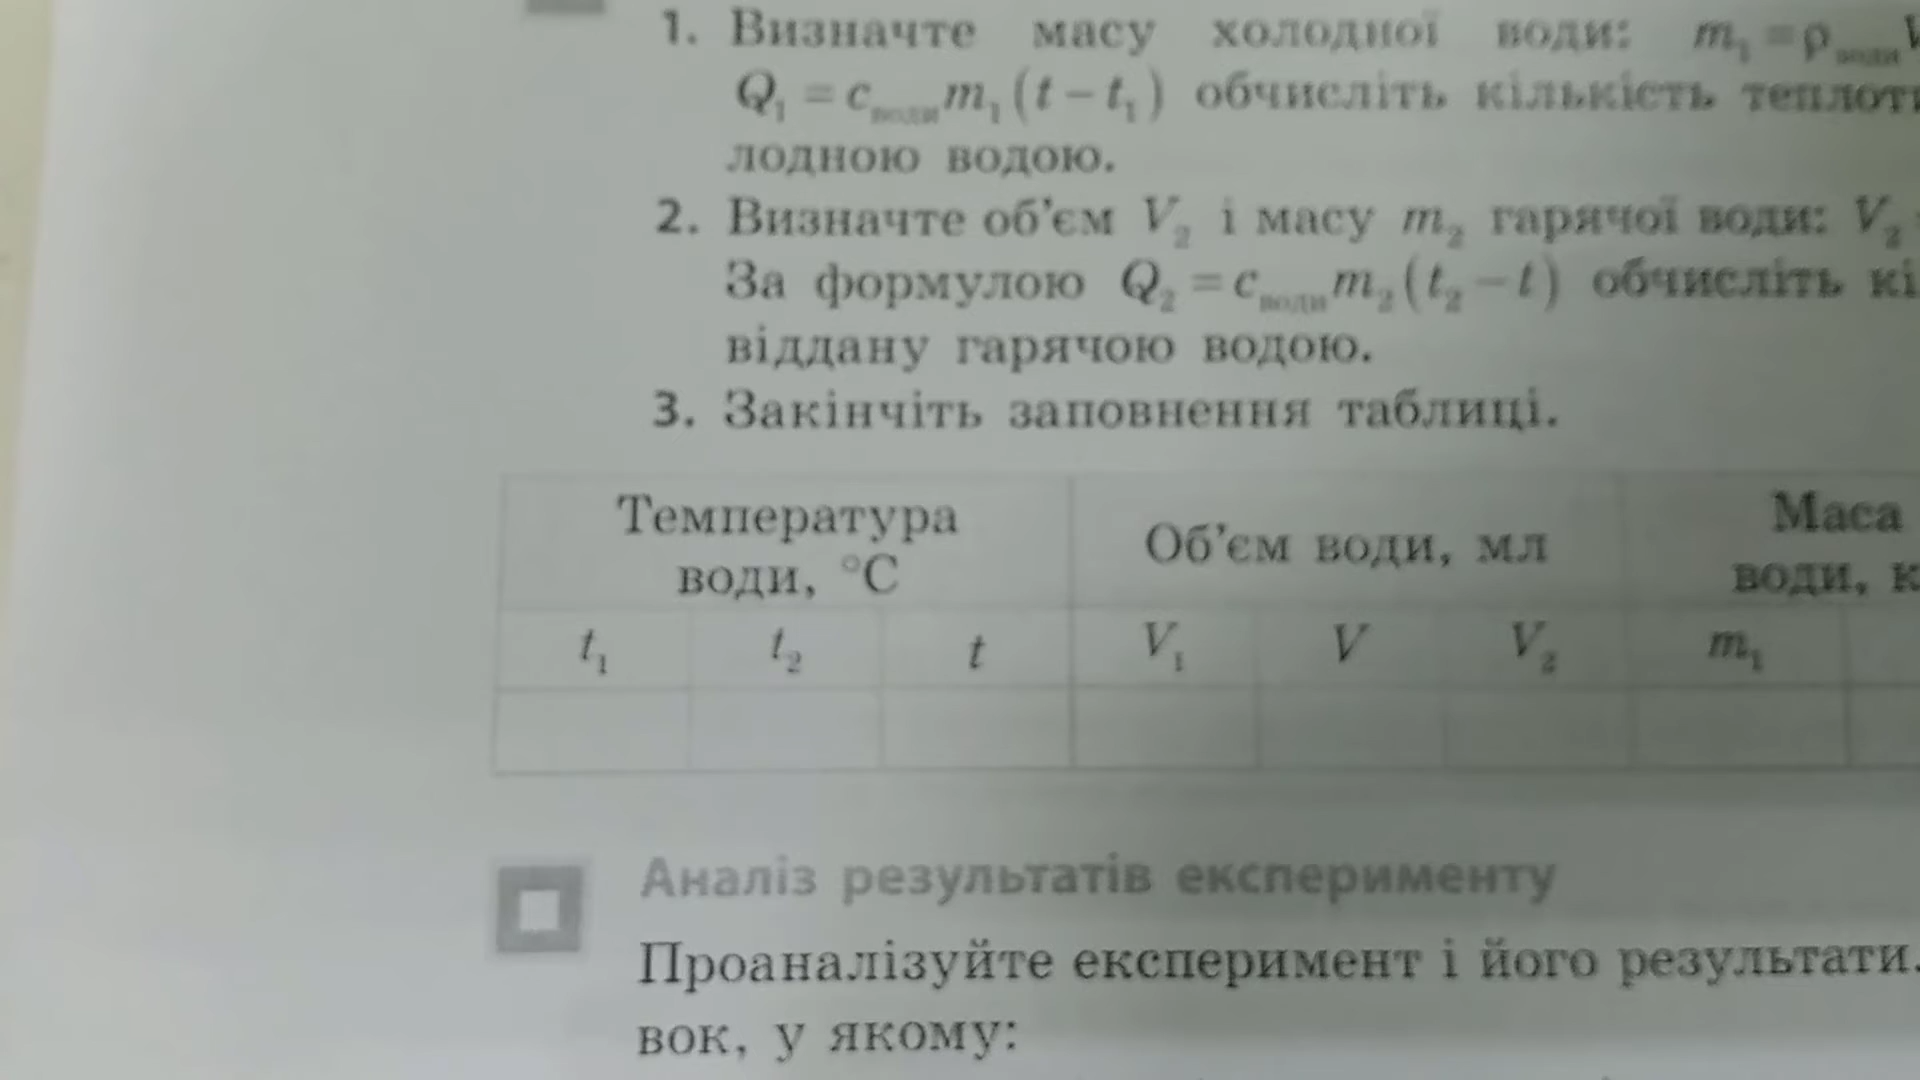 1. Визначте масу холодної води: m₁ = ρводи
Q₁ = cводи m₁ (t – t₁) обчисліть кількість теплоти
лодною водою.
2. Визначте об’єм V₂ і масу m₂ гарячої води: V₂
За формулою Q₂ = cводи m₂ (t₂ – t) обчисліть кі
віддану гарячою водою.
3. Закінчіть заповнення таблиці.
Температура
води, °C
Об’єм води, мл
Маса
води, к
t₁ t₂ t V₁ V V₂ m₁
Аналіз результатів експерименту
Проаналізуйте експеримент і його результати.
вок, у якому: